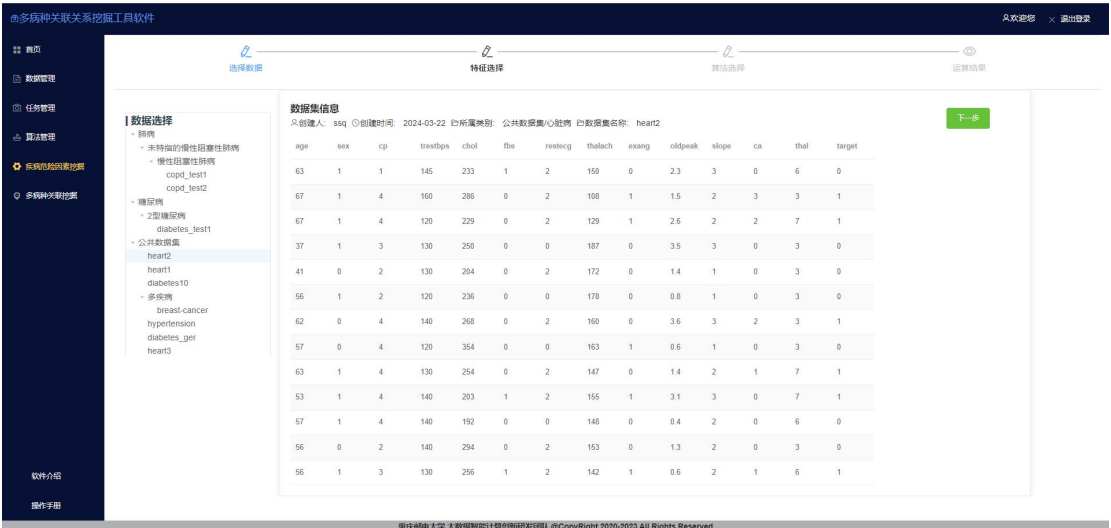 多病种关联关系挖掘工具软件
欢迎您 退出登录
首页
数据管理
任务管理
算法管理
疾病危险因素挖掘
多病种关联挖掘
软件介绍
操作手册
选择数据 特征选择 算法选择 运算结果
数据选择
肺病
未特指的慢性阻塞性肺病
慢性阻塞性肺病
copd_test1
copd_test2
糖尿病
2型糖尿病
diabetes_test1
公共数据集
heart2
heart1
diabetes10
多疾病
breast-cancer
hypertension
diabetes_ger
heart3
数据集信息
创建人: ssq 创建时间: 2024-03-22 所属类别: 公共数据集/心脏病 数据集名称: heart2
下一步
age sex cp trestbps chol fbs restecg thalach exang oldpeak slope ca thal target
63 1 1 145 233 1 2 150 0 2.3 3 0 6 0
67 1 4 160 286 0 2 108 1 1.5 2 3 3 1
67 1 4 120 229 0 2 129 1 2.6 2 2 7 1
37 1 3 130 250 0 0 187 0 3.5 3 0 3 0
41 0 2 130 204 0 2 172 0 1.4 1 0 3 0
56 1 2 120 236 0 0 178 0 0.8 1 0 3 0
62 0 4 140 268 0 2 160 0 3.6 3 2 3 1
57 0 4 120 354 0 0 163 1 0.6 1 0 3 0
63 1 4 130 254 0 2 147 0 1.4 2 1 7 1
53 1 4 140 203 1 2 155 1 3.1 3 0 7 1
57 1 4 140 192 0 0 148 0 0.4 2 0 6 0
56 0 2 140 294 0 2 153 0 1.3 2 0 3 0
56 1 3 130 256 1 2 142 1 0.6 2 1 6 1
重庆邮电大学 大数据智能计算创新研发团队 @CopyRight 2020-2023 All Rights Reserved